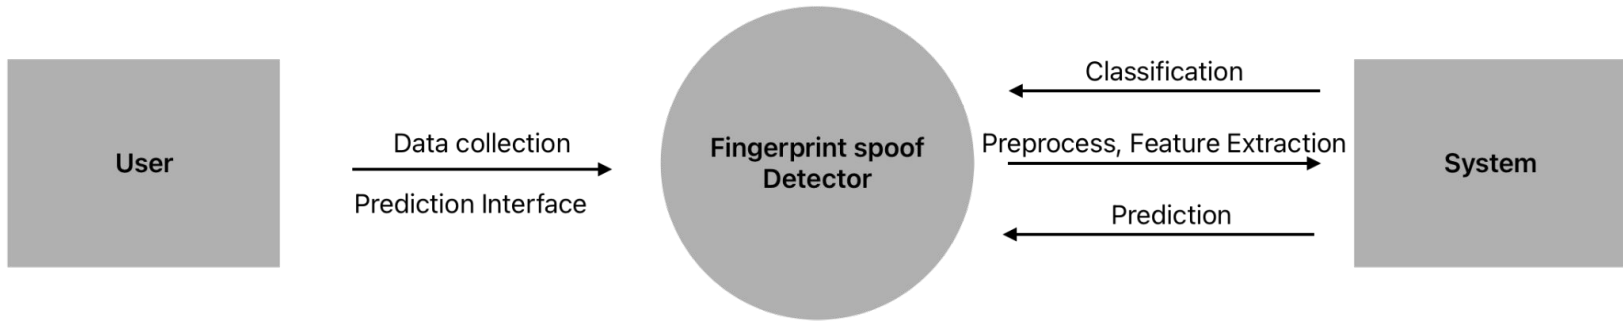 User
Data collection
Prediction Interface
Fingerprint spoof
Detector
Classification
Preprocess, Feature Extraction
Prediction
System